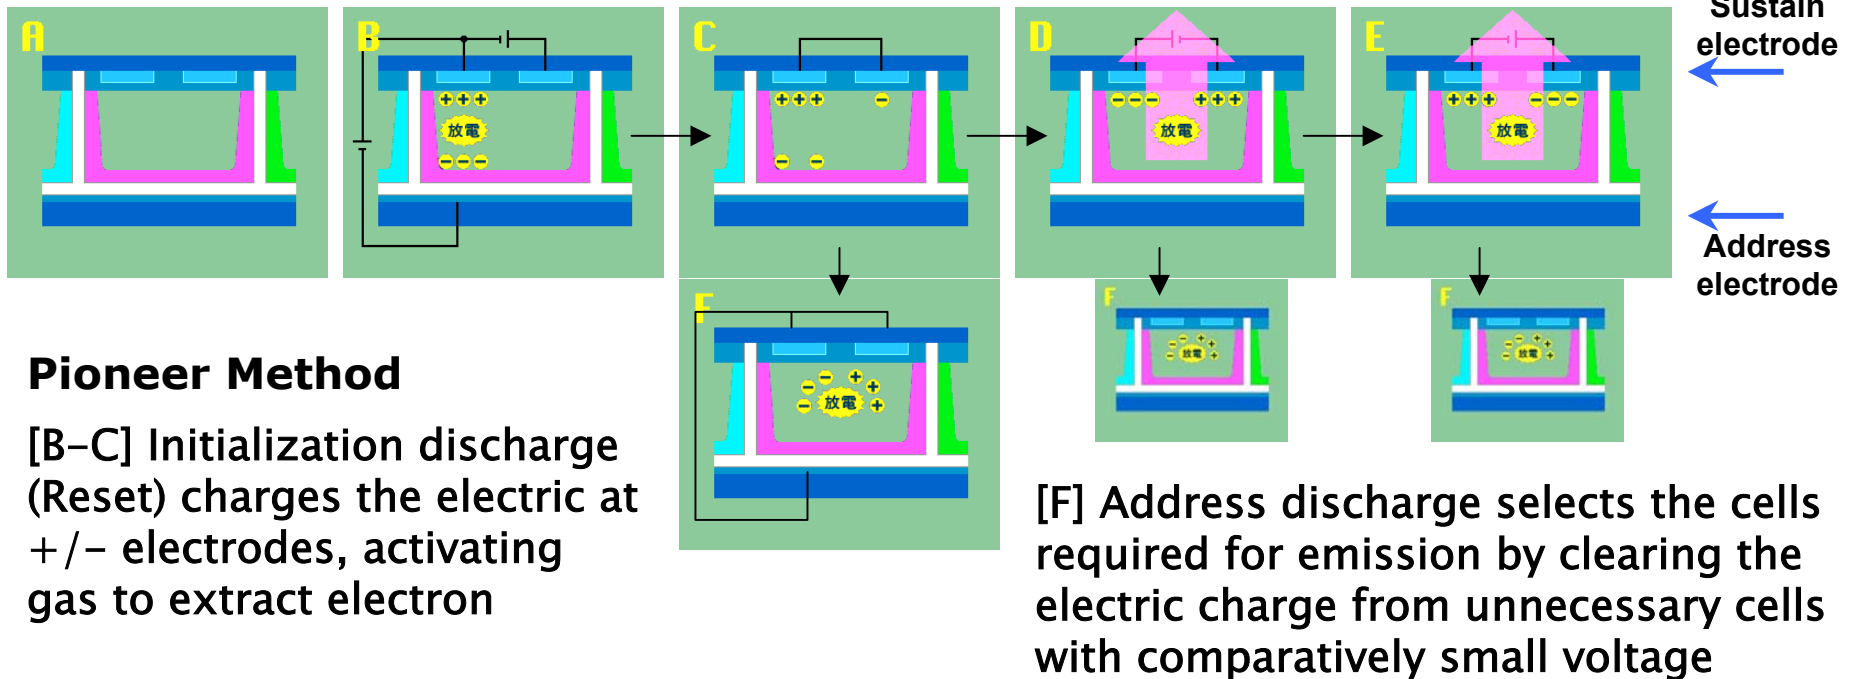 A
B
C
D
E
Sustain
electrode
+ + +
放電
− − −
+ + +
−
− −
− − −
+ + +
放電
+ + +
− − −
放電
Address
electrode
F
− − + +
− 放電 +
F
放電
F
放電
Pioneer Method
[B–C] Initialization discharge
(Reset) charges the electric at
+/– electrodes, activating
gas to extract electron
[F] Address discharge selects the cells
required for emission by clearing the
electric charge from unnecessary cells
with comparatively small voltage